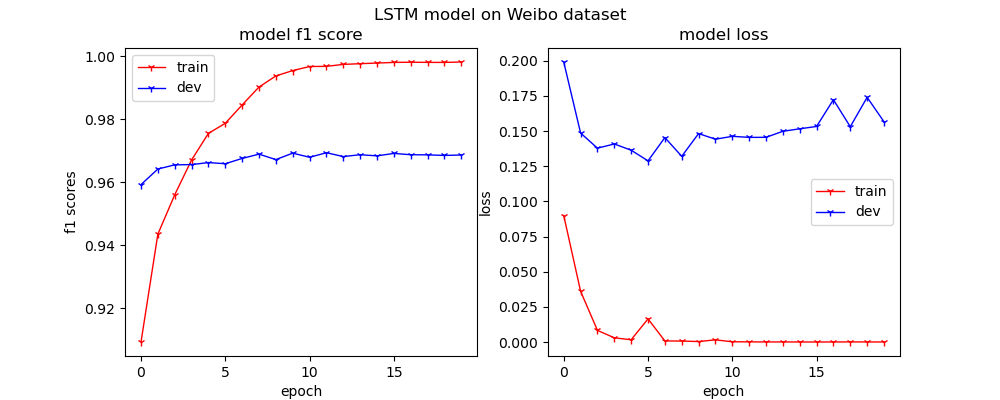 LSTM model on Weibo dataset
model f1 score
1.00
0.98
0.96
0.94
0.92
f1 scores
train
dev
0
5
10
15
epoch
model loss
0.200
0.175
0.150
0.125
0.100
0.075
0.050
0.025
0.000
loss
train
dev
0
5
10
15
epoch